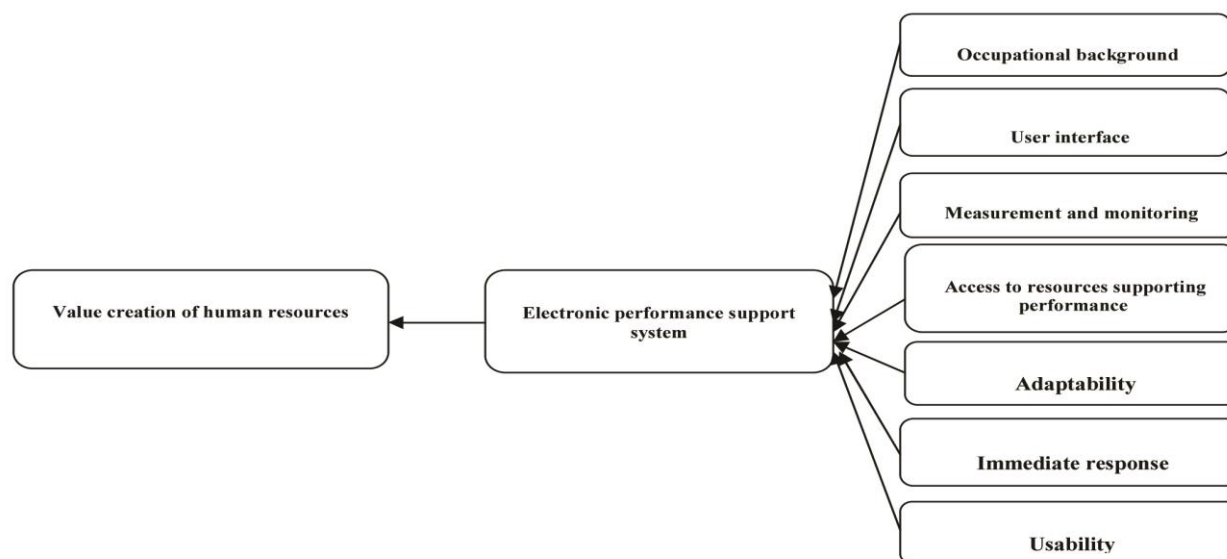 Occupational background
User interface
Measurement and monitoring
Access to resources supporting
performance
Value creation of human resources
Electronic performance support
system
Adaptability
Immediate response
Usability